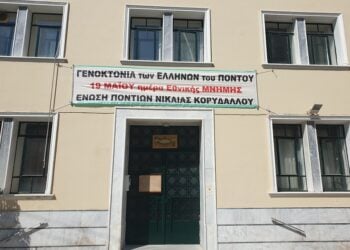 ΓΕΝΟΚΤΟΝΙΑ των ΕΛΛΗΝΩΝ του ΠΟΝΤΟΥ
19 ΜΑΪΟΥ ημέρα Εθνικής ΜΝΗΜΗΣ
ΕΝΩΣΗ ΠΟΝΤΙΩΝ ΝΙΚΑΙΑΣ ΚΟΡΥΔΑΛΛΟΥ